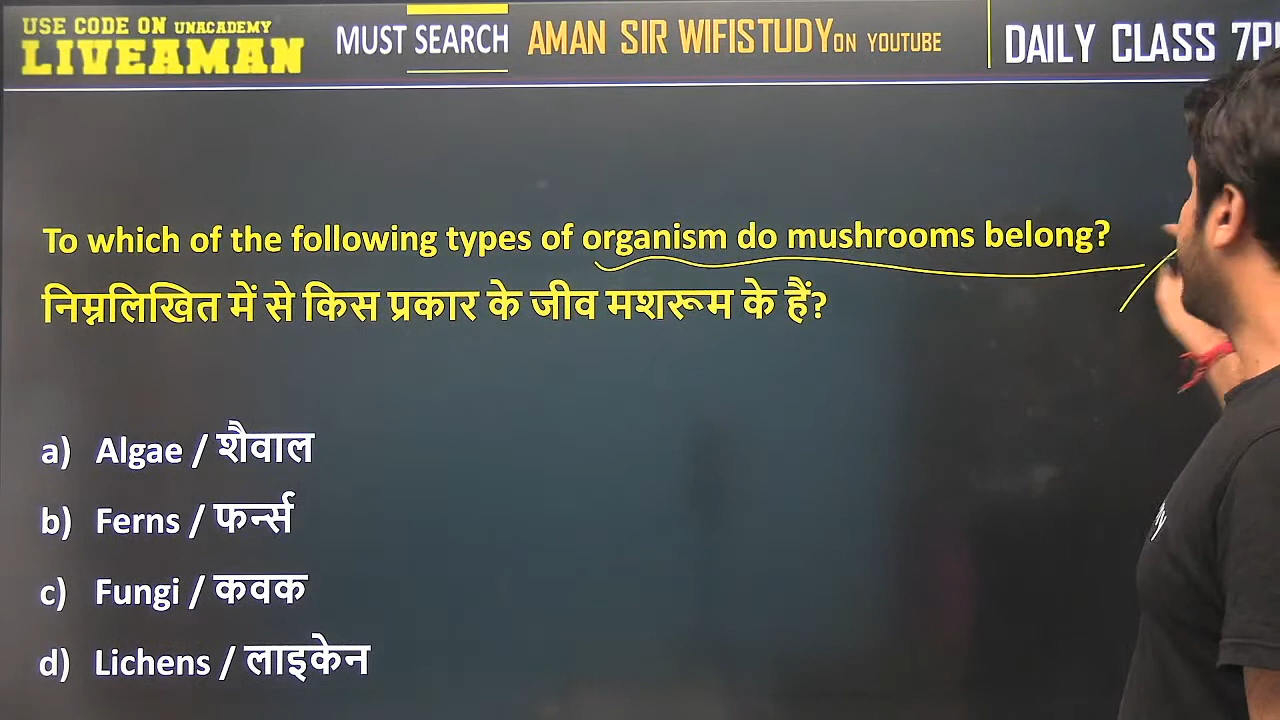 USE CODE ON UNACADEMY
LIVEAMAN
MUST SEARCH
AMAN SIR WIFISTUDY ON YOUTUBE
DAILY CLASS
To which of the following types of organism do mushrooms belong?
निम्नलिखित में से किस प्रकार के जीव मशरूम के हैं?
a) Algae / शैवाल
b) Ferns / फर्न्स
c) Fungi / कवक
d) Lichens / लाइकेन